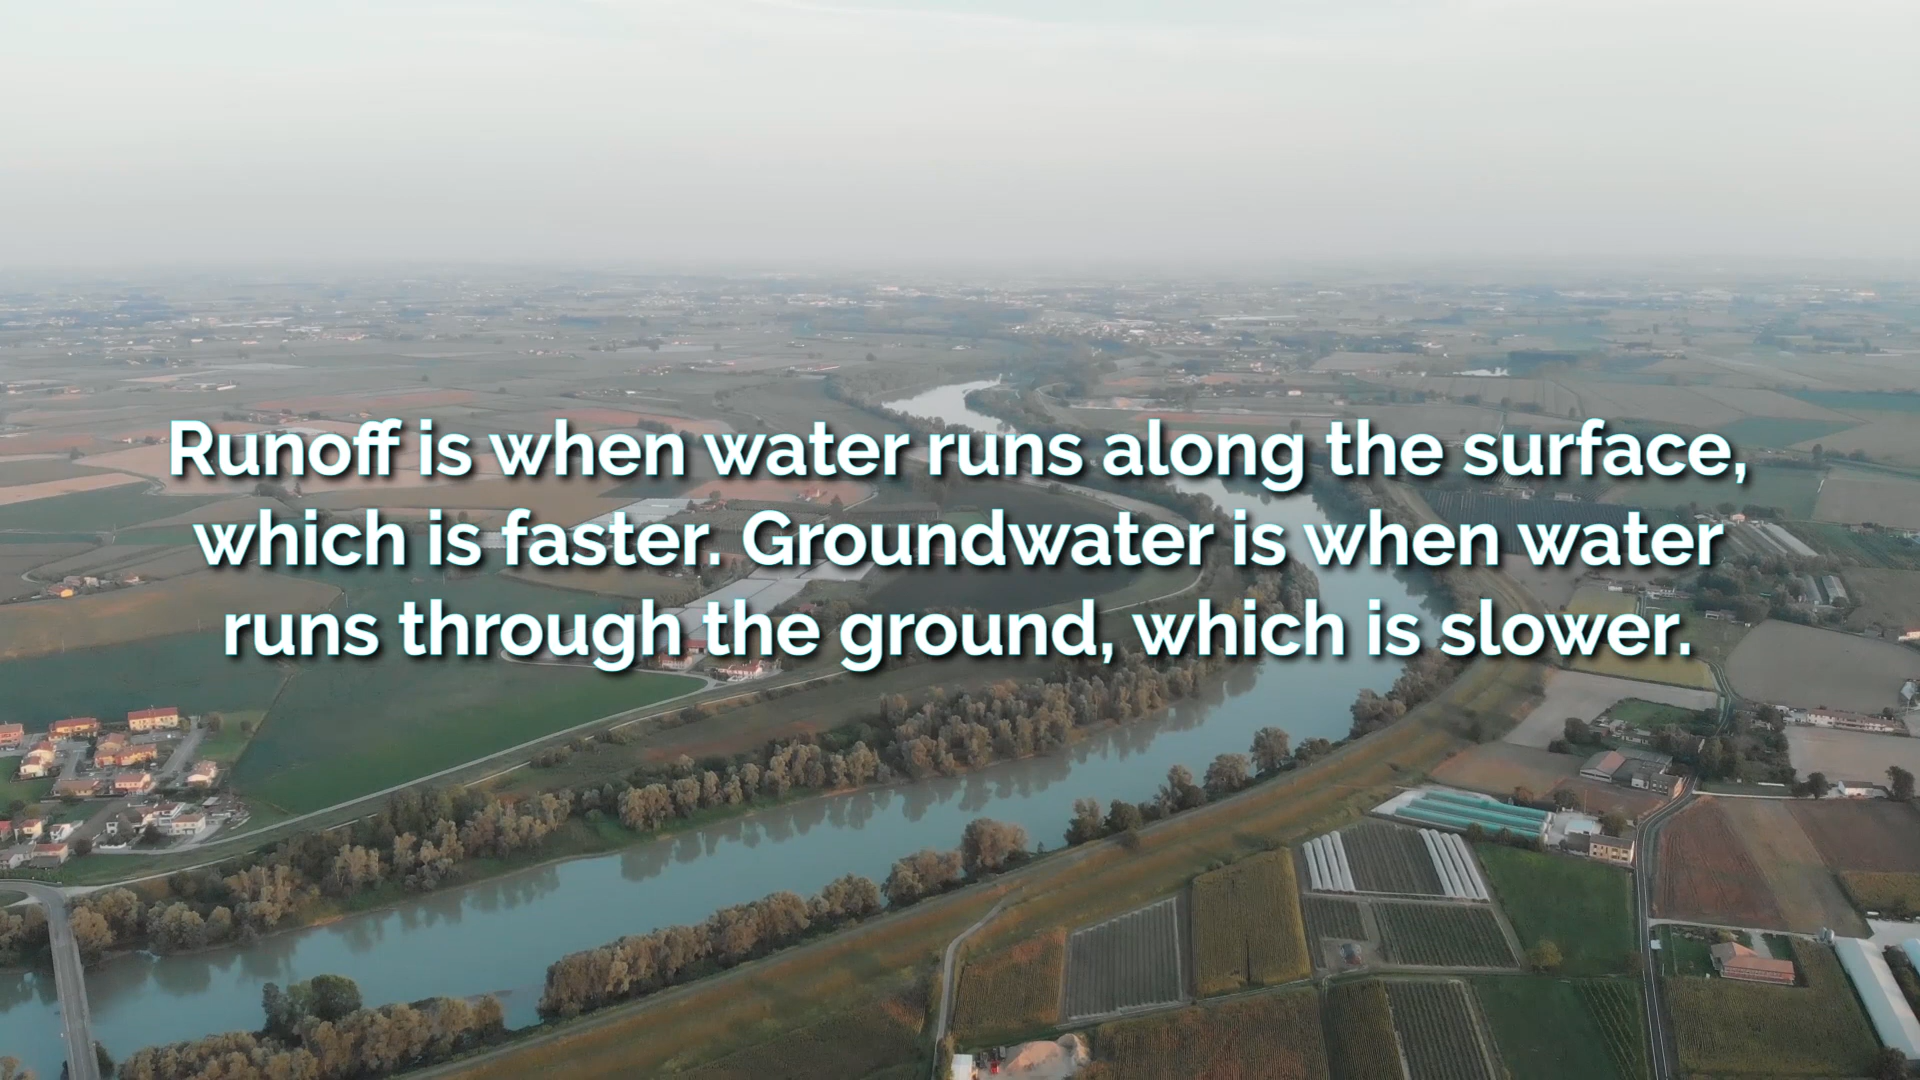 Runoff is when water runs along the surface,
which is faster. Groundwater is when water
runs through the ground, which is slower.